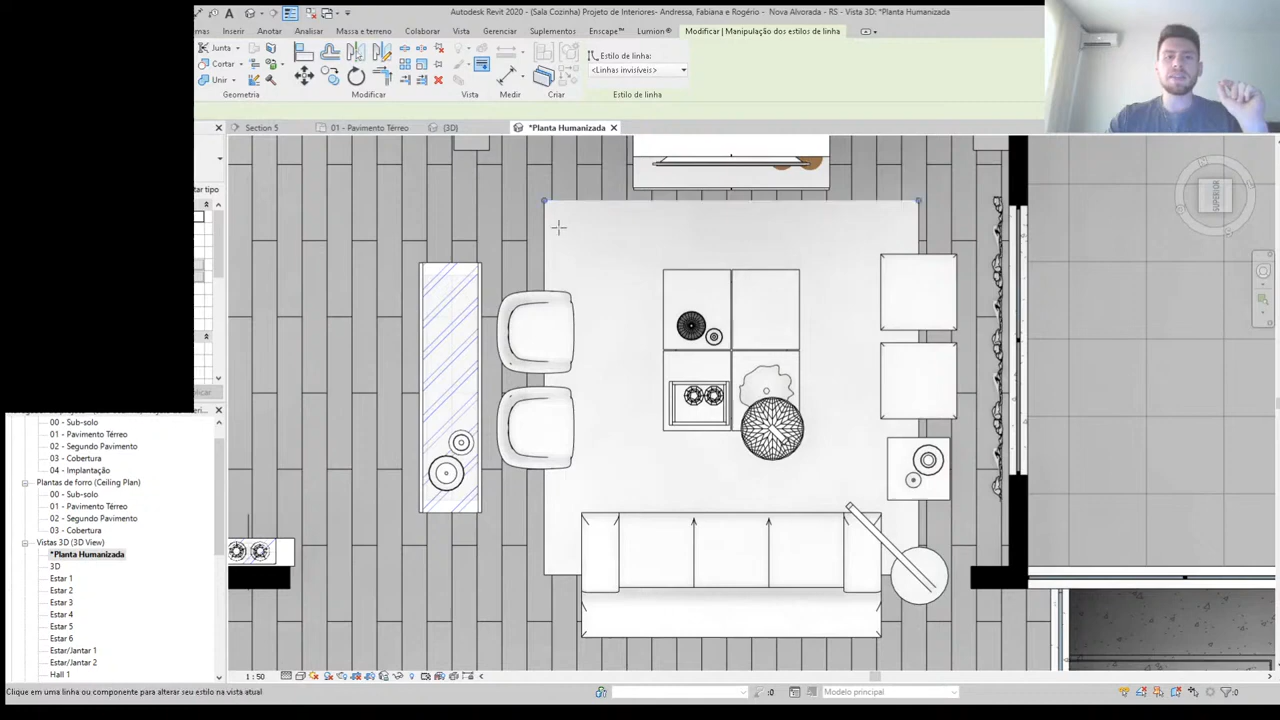 Autodesk Revit 2020 - (Sala Cozinha) Projeto de Interiores- Andressa, Fabiana e Rogério - Nova Alvorada - RS - Vista 3D: *Planta Humanizada
mas Inserir Anotar Analisar Massa e terreno Colaborar Vista Gerenciar Suplementos Enscape™ Lumion® Modificar | Manipulação dos estilos de linha
Junta
Cortar
Unir
Estilo de linha:
<Linhas invisíveis>
Geometria Modificar Vista Medir Criar Estilo de linha
Section 5 01 - Pavimento Térreo (3D) *Planta Humanizada
tar tipo
SUPERIOR
00 - Sub-solo
01 - Pavimento Térreo
02 - Segundo Pavimento
03 - Cobertura
04 - Implantação
Plantas de forro (Ceiling Plan)
00 - Sub-solo
01 - Pavimento Térreo
02 - Segundo Pavimento
03 - Cobertura
Vistas 3D (3D View)
*Planta Humanizada
3D
Estar 1
Estar 2
Estar 3
Estar 4
Estar 5
Estar 6
Estar/Jantar 1
Estar/Jantar 2
Hall 1
1 : 50
Clique em uma linha ou componente para alterar seu estilo na vista atual
:0 Modelo principal :0